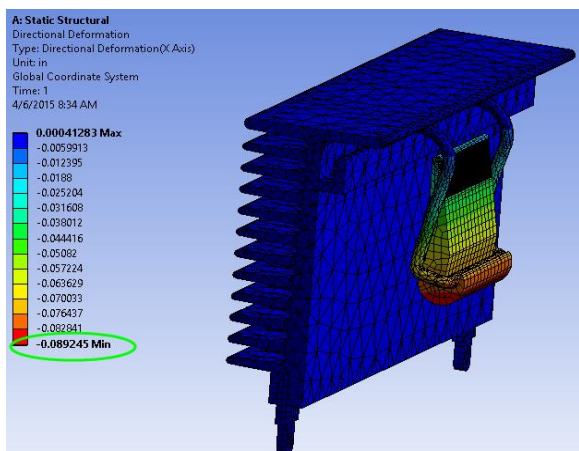 A: Static Structural
Directional Deformation
Type: Directional Deformation(X Axis)
Unit: in
Global Coordinate System
Time: 1
4/6/2015 8:34 AM
0.00041283 Max
-0.0059913
-0.012395
-0.0188
-0.025204
-0.031608
-0.038012
-0.044416
-0.05082
-0.057224
-0.063629
-0.070033
-0.076437
-0.082841
-0.089245 Min